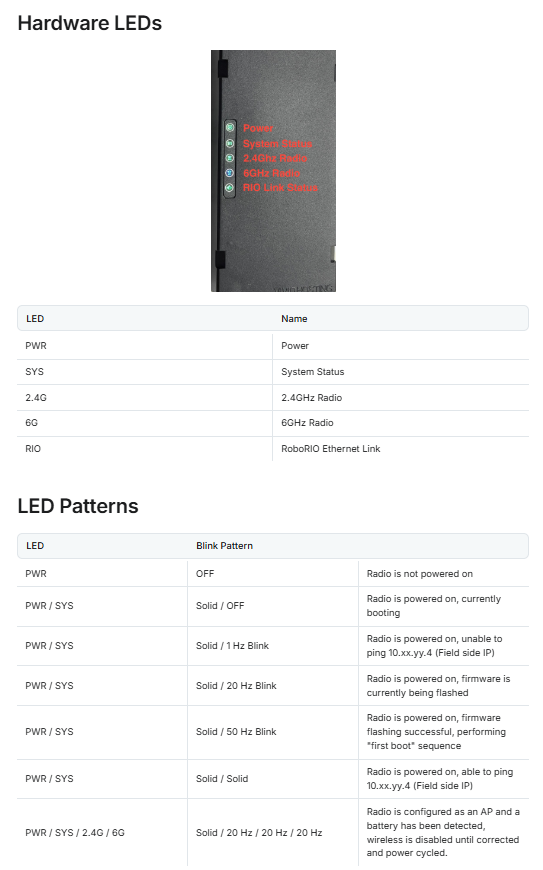 Hardware LEDs
Power
System Status
2.4Ghz Radio
6GHz Radio
RIO Link Status
LED Name
PWR Power
SYS System Status
2.4G 2.4GHz Radio
6G 6GHz Radio
RIO RoboRIO Ethernet Link
LED Patterns
LED Blink Pattern
PWR OFF Radio is not powered on
PWR / SYS Solid / OFF Radio is powered on, currently
booting
PWR / SYS Solid / 1 Hz Blink Radio is powered on, unable to
ping 10.xx.yy.4 (Field side IP)
PWR / SYS Solid / 20 Hz Blink Radio is powered on, firmware is
currently being flashed
PWR / SYS Solid / 50 Hz Blink Radio is powered on, firmware
flashing successful, performing
"first boot" sequence
PWR / SYS Solid / Solid Radio is powered on, able to ping
10.xx.yy.4 (Field side IP)
PWR / SYS / 2.4G / 6G Solid / 20 Hz / 20 Hz / 20 Hz Radio is configured as an AP and a
battery has been detected,
wireless is disabled until corrected
and power cycled.